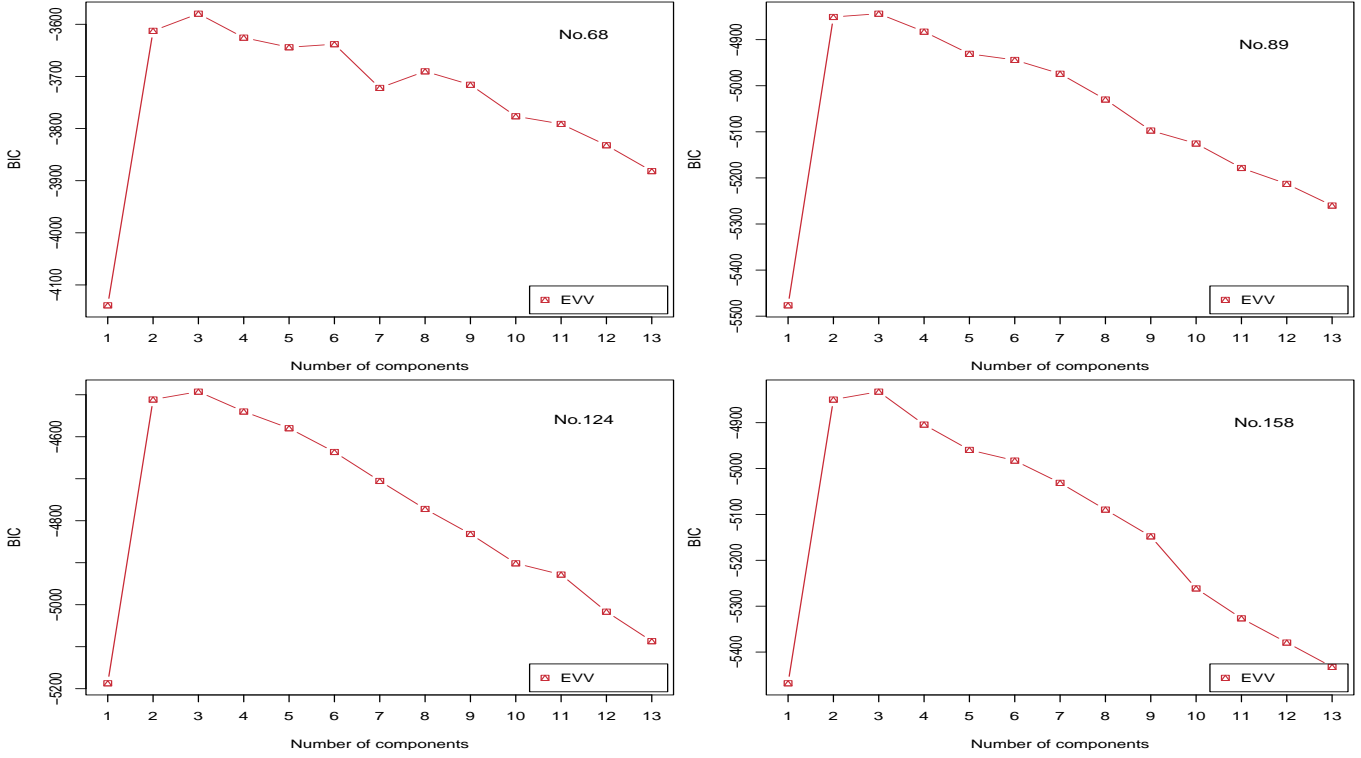 No.68
BIC
-3600
-3700
-3800
-3900
-4000
-4100
EVV
1 2 3 4 5 6 7 8 9 10 11 12 13
Number of components
No.89
BIC
-4900
-5000
-5100
-5200
-5300
-5400
-5500
EVV
1 2 3 4 5 6 7 8 9 10 11 12 13
Number of components
No.124
BIC
-4600
-4800
-5000
-5200
EVV
1 2 3 4 5 6 7 8 9 10 11 12 13
Number of components
No.158
BIC
-4900
-5000
-5100
-5200
-5300
-5400
EVV
1 2 3 4 5 6 7 8 9 10 11 12 13
Number of components